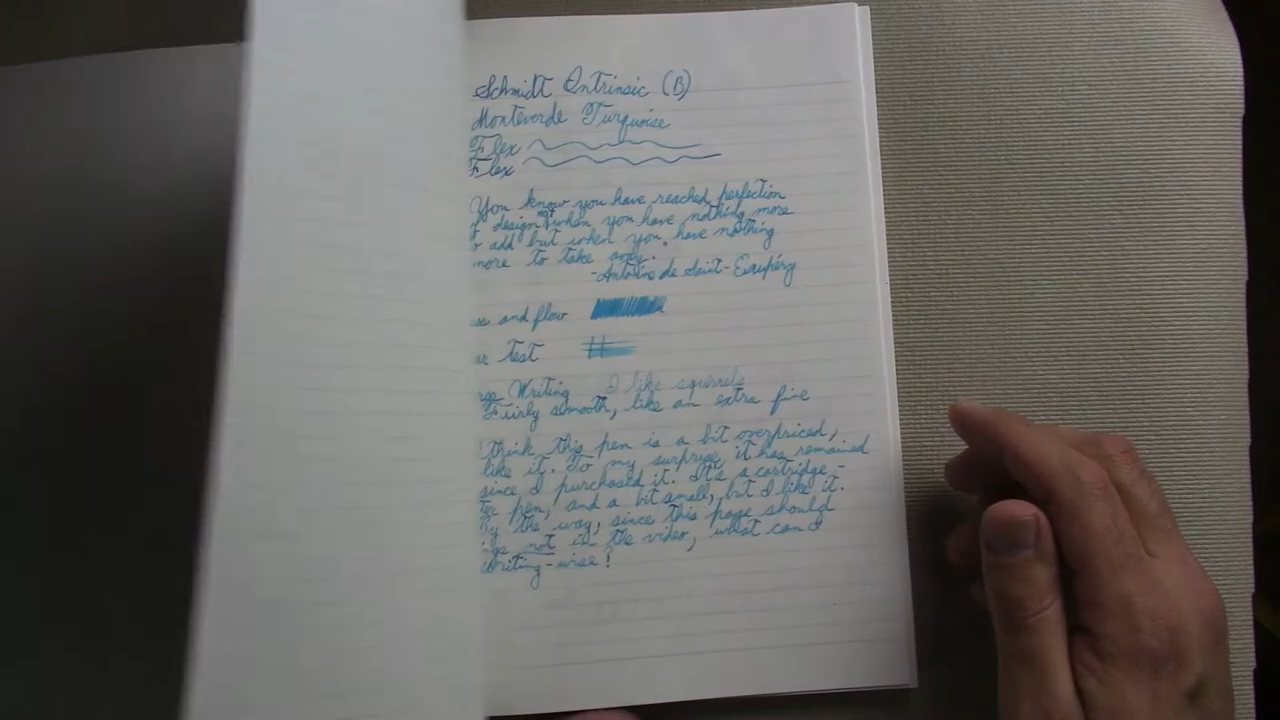 Schmidt Intrinsic (B)
Monteverde Turquoise
Flex
Flex
You know you have reached perfection
design not when you have nothing more
add but when you have nothing
more to take away.
-Antoine de Saint-Exupéry
and flow
Test
Writing I like squirrels
Fairly smooth, like an extra fine
think this pen is a bit overpriced,
like it. To my surprise, it has remained
since I purchased it. It's a cartridge-
pen, and a bit small, but I like it.
By the way, since this page should
not in the video, what can I
writing-wise?